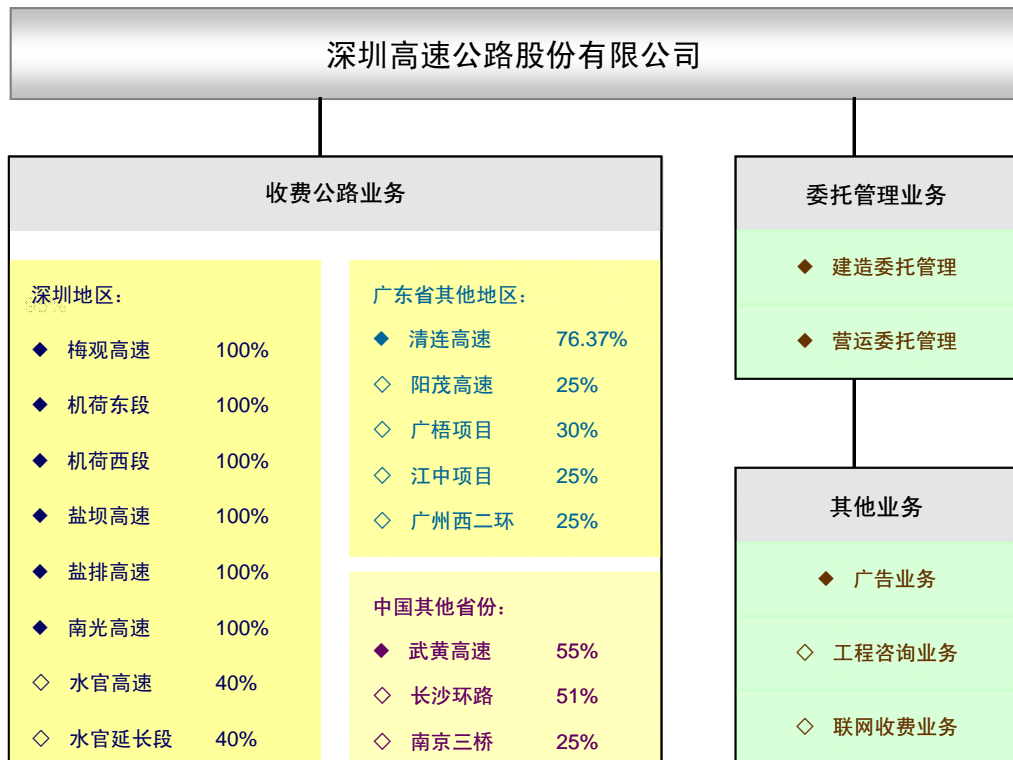 深圳高速公路股份有限公司
收费公路业务
深圳地区：
◆ 梅观高速 100%
◆ 机荷东段 100%
◆ 机荷西段 100%
◆ 盐坝高速 100%
◆ 盐排高速 100%
◆ 南光高速 100%
◇ 水官高速 40%
◇ 水官延长段 40%
广东省其他地区：
◆ 清连高速 76.37%
◇ 阳茂高速 25%
◇ 广梧项目 30%
◇ 江中项目 25%
◇ 广州西二环 25%
中国其他省份：
◆ 武黄高速 55%
◇ 长沙环路 51%
◇ 南京三桥 25%
委托管理业务
◆ 建造委托管理
◆ 营运委托管理
其他业务
◆ 广告业务
◇ 工程咨询业务
◇ 联网收费业务